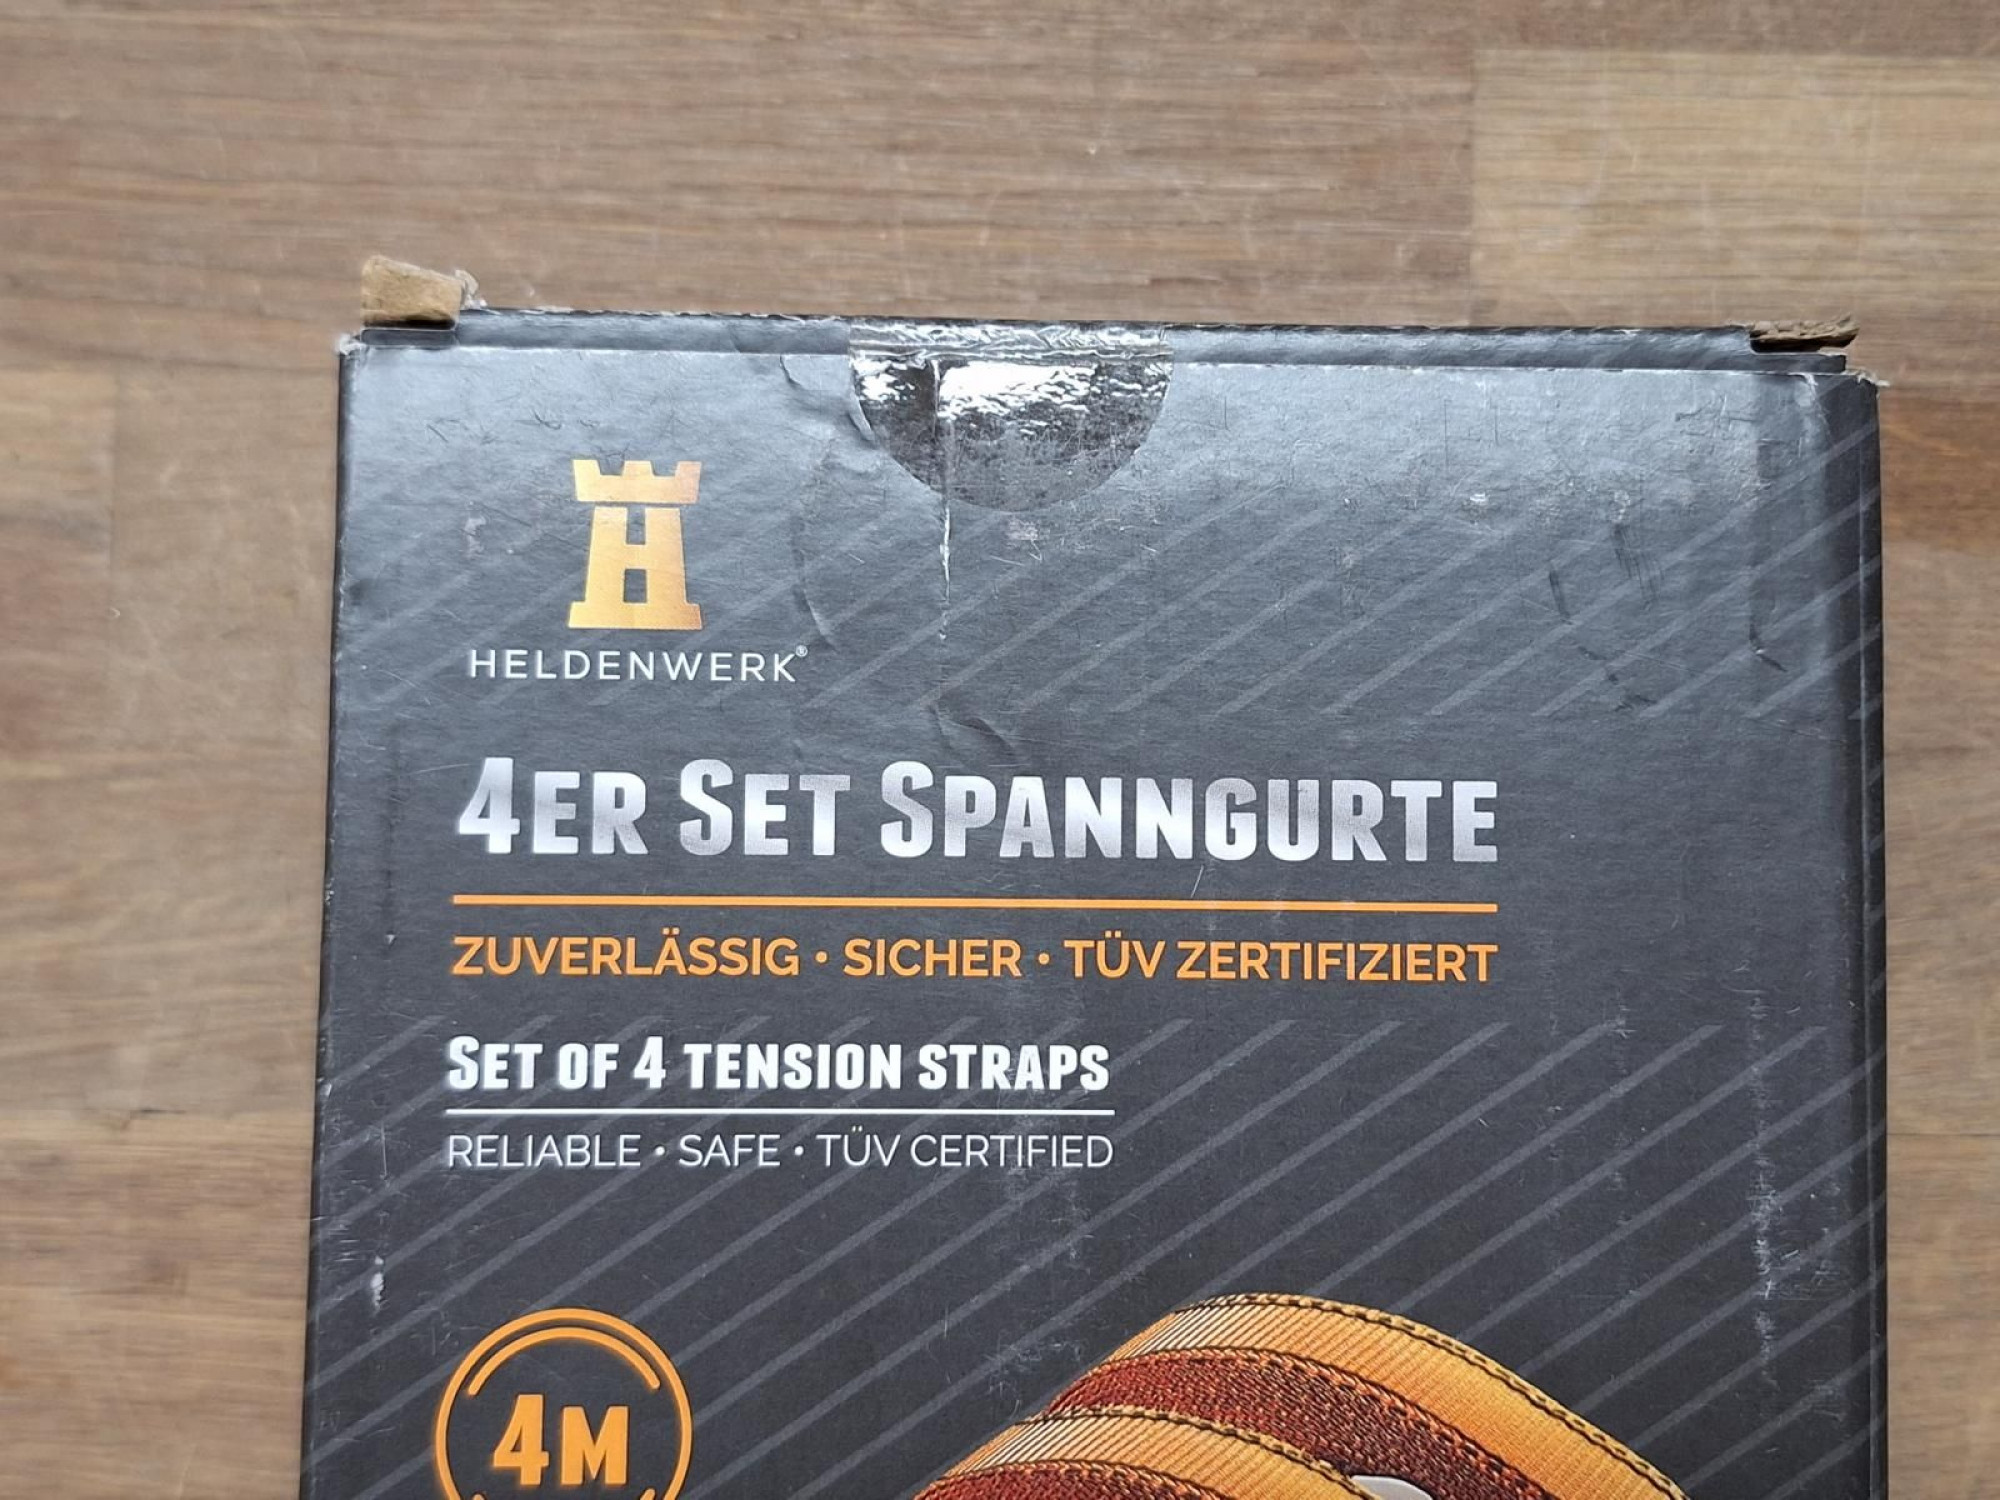 HELDENWERK®
4ER SET SPANNGURTE
ZUVERLÄSSIG • SICHER • TÜV ZERTIFIZIERT
SET OF 4 TENSION STRAPS
RELIABLE • SAFE • TÜV CERTIFIED
4M